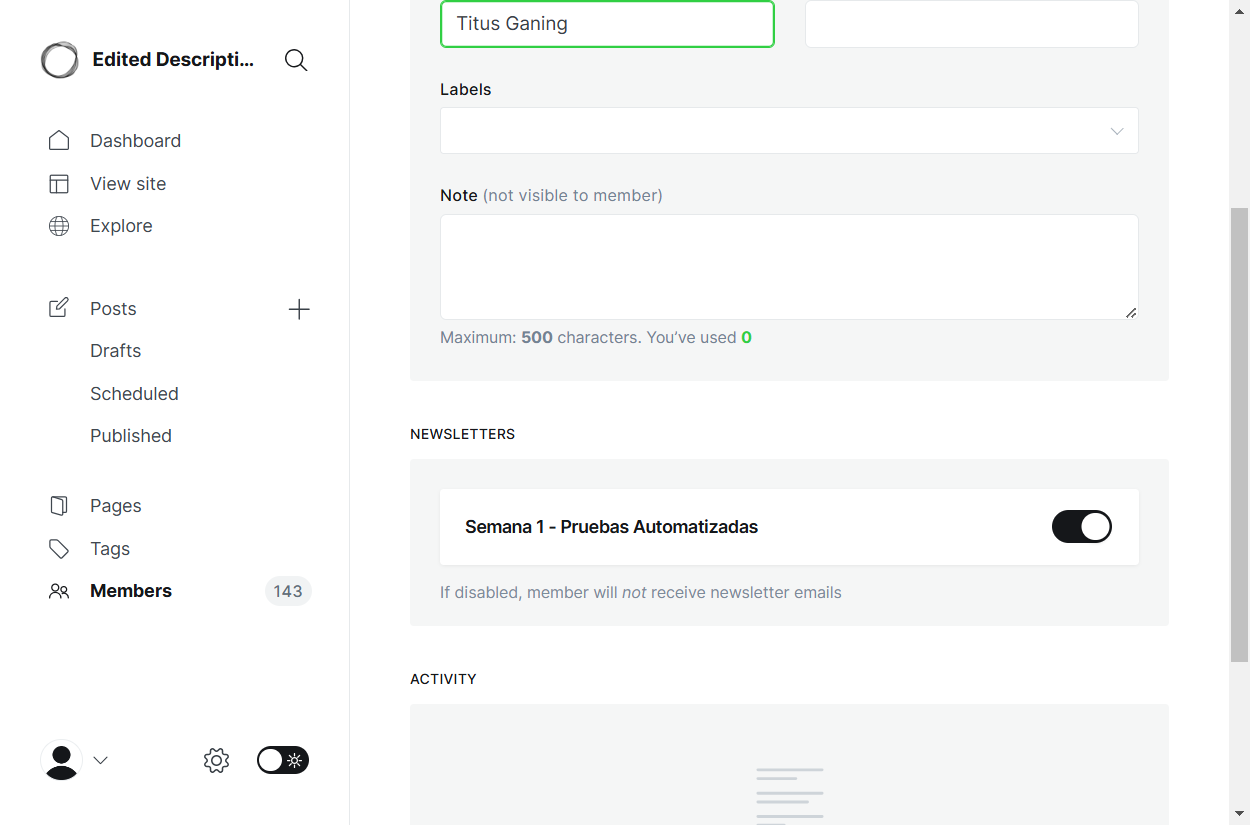 Edited Descripti...
Dashboard
View site
Explore
Posts
Drafts
Scheduled
Published
Pages
Tags
Members 143
Titus Ganing
Labels
Note (not visible to member)
Maximum: 500 characters. You’ve used 0
NEWSLETTERS
Semana 1 - Pruebas Automatizadas
If disabled, member will not receive newsletter emails
ACTIVITY